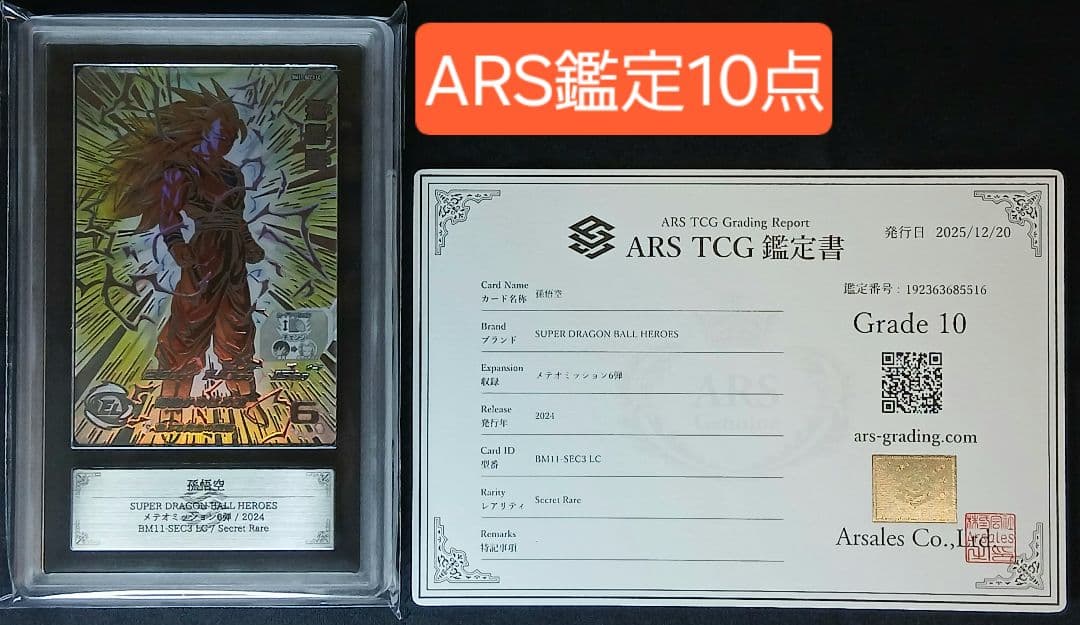 ARS鑑定10点
孫悟空
SUPER DRAGON BALL HEROES
メテオミッション6弾 / 2024
BM11-SEC3 LC / Secret Rare
ARS TCG Grading Report
ARS TCG 鑑定書
発行日 2025/12/20
鑑定番号 : 192363685516
Grade 10
ars-grading.com
Arsales Co.,Ltd.
Card Name
カード名称 孫悟空
Brand
ブランド SUPER DRAGON BALL HEROES
Expansion
収録 メテオミッション6弾
Release
発行年 2024
Card ID
型番 BM11-SEC3 LC
Rarity
レアリティ Secret Rare
Remarks
特記事項
ARS
Genuine